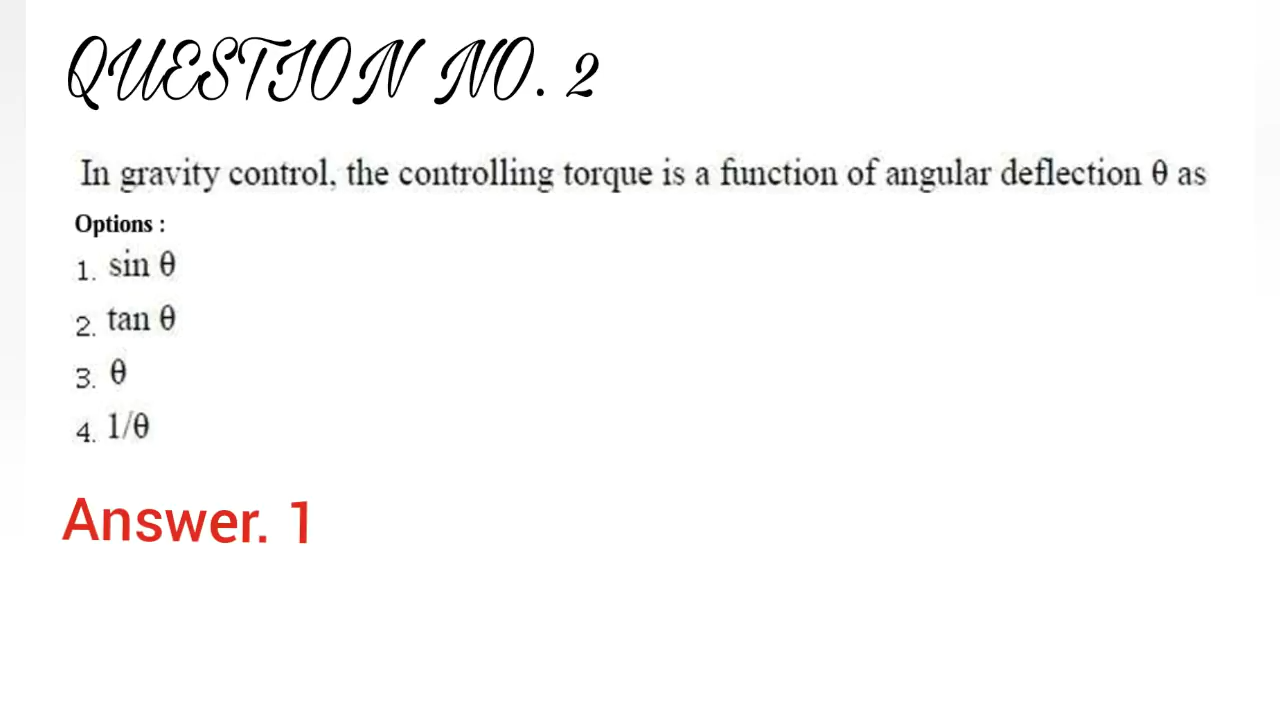 QUESTION NO. 2
In gravity control, the controlling torque is a function of angular deflection θ as
Options :
1. sin θ
2. tan θ
3. θ
4. 1/θ
Answer. 1